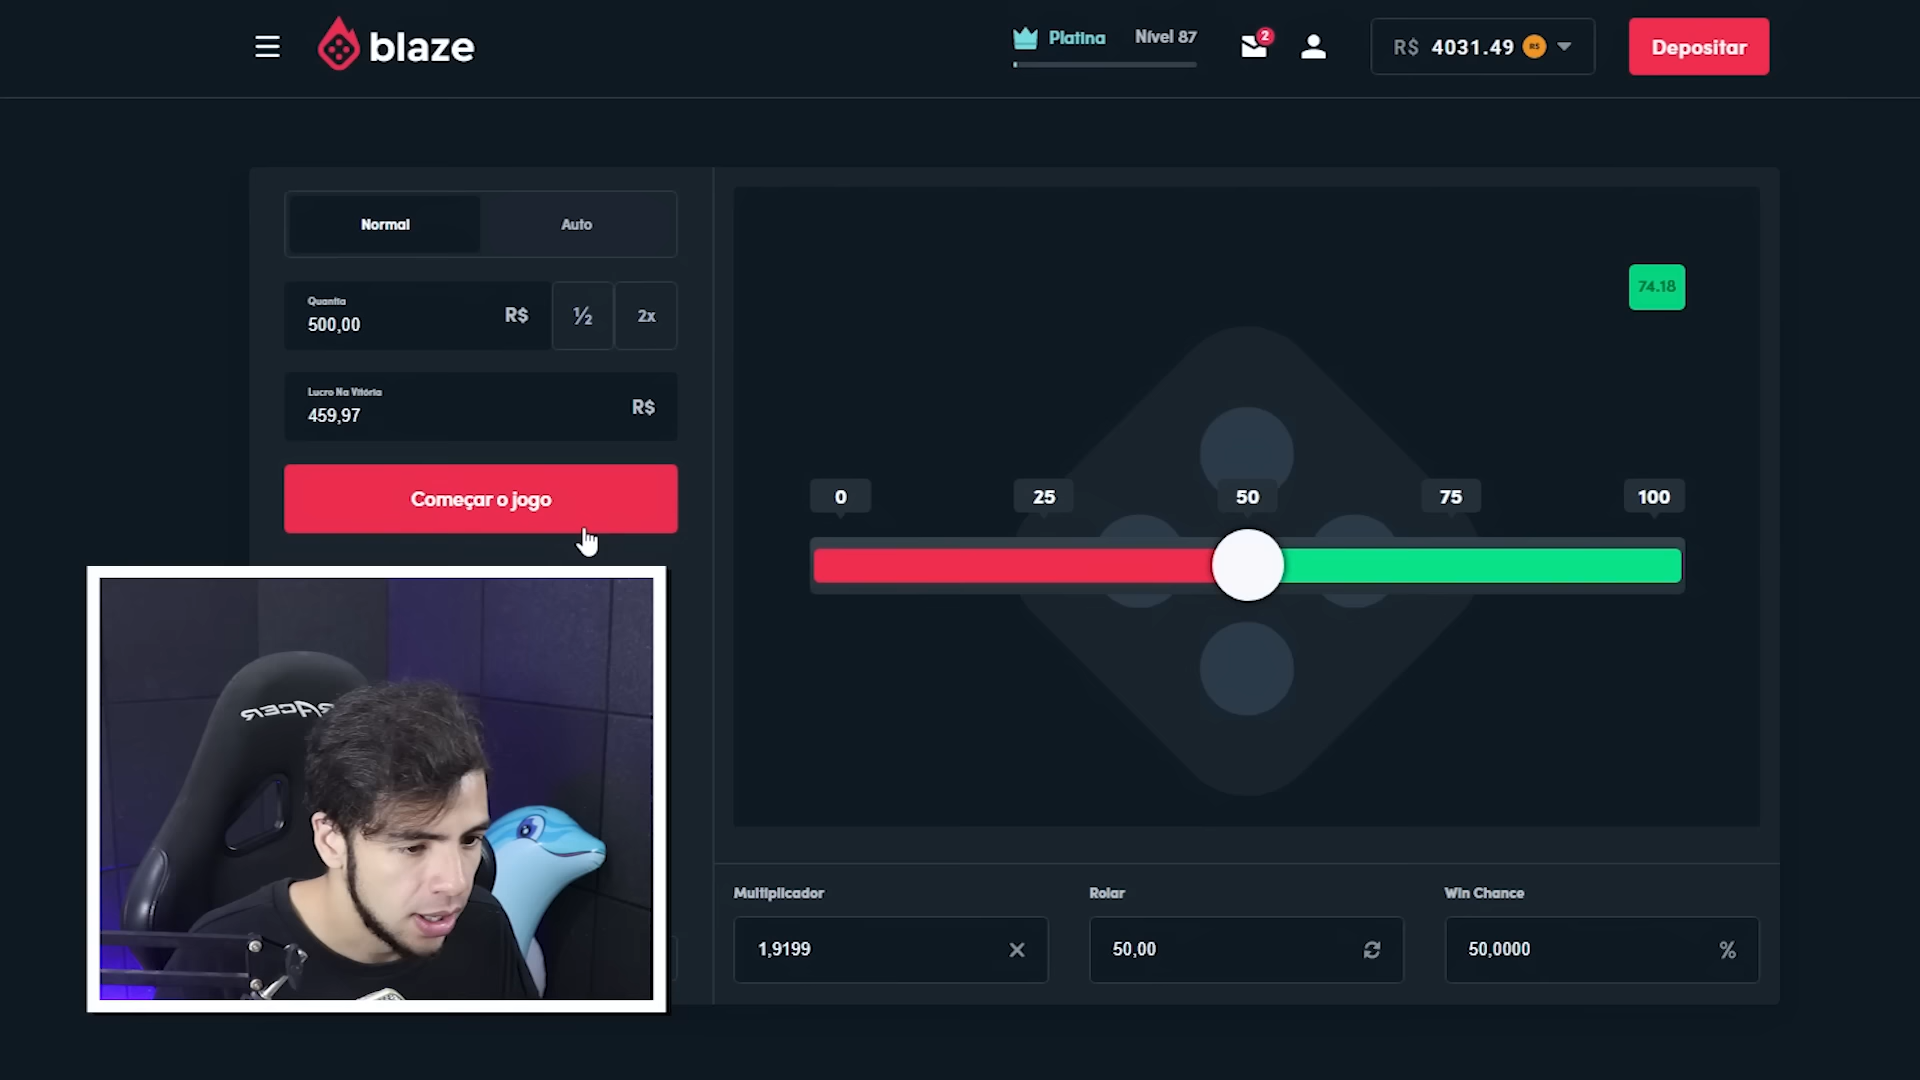 blaze
Platina Nível 87
2
R$ 4031.49 R$
Depositar
Normal Auto
Quantia
500,00 R$ ½ 2x
Lucro Na Vitória
459,97 R$
Começar o jogo
74.18
0 25 50 75 100
RACER
Multiplicador Rolar Win Chance
1,9199 50,00 50,0000 %